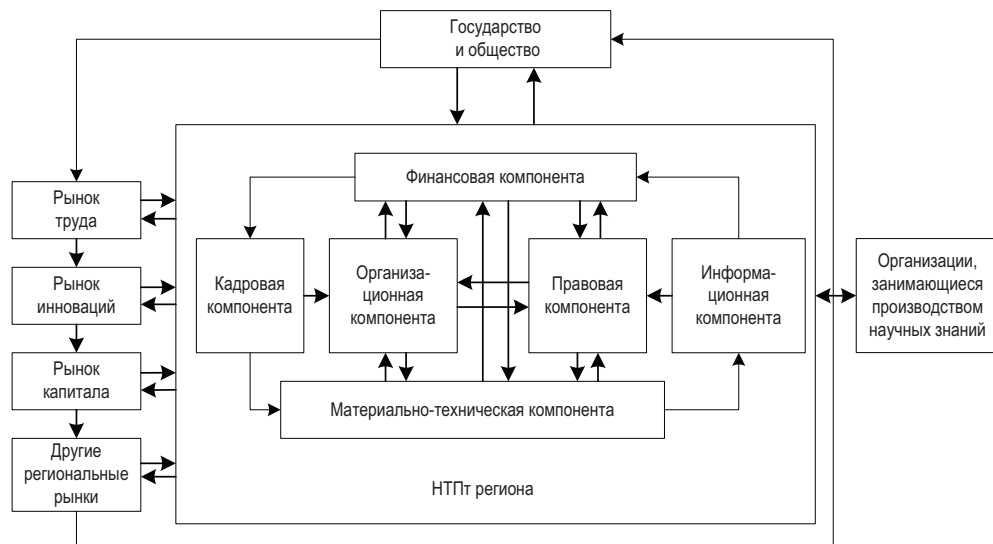 Государство
и общество
Финансовая компонента
Рынок
труда
Кадровая
компонента
Организа-
ционная
компонента
Правовая
компонента
Информа-
ционная
компонента
Организации,
занимающиеся
производством
научных знаний
Рынок
инноваций
Рынок
капитала
Материально-техническая компонента
Другие
региональные
рынки
НТПт региона